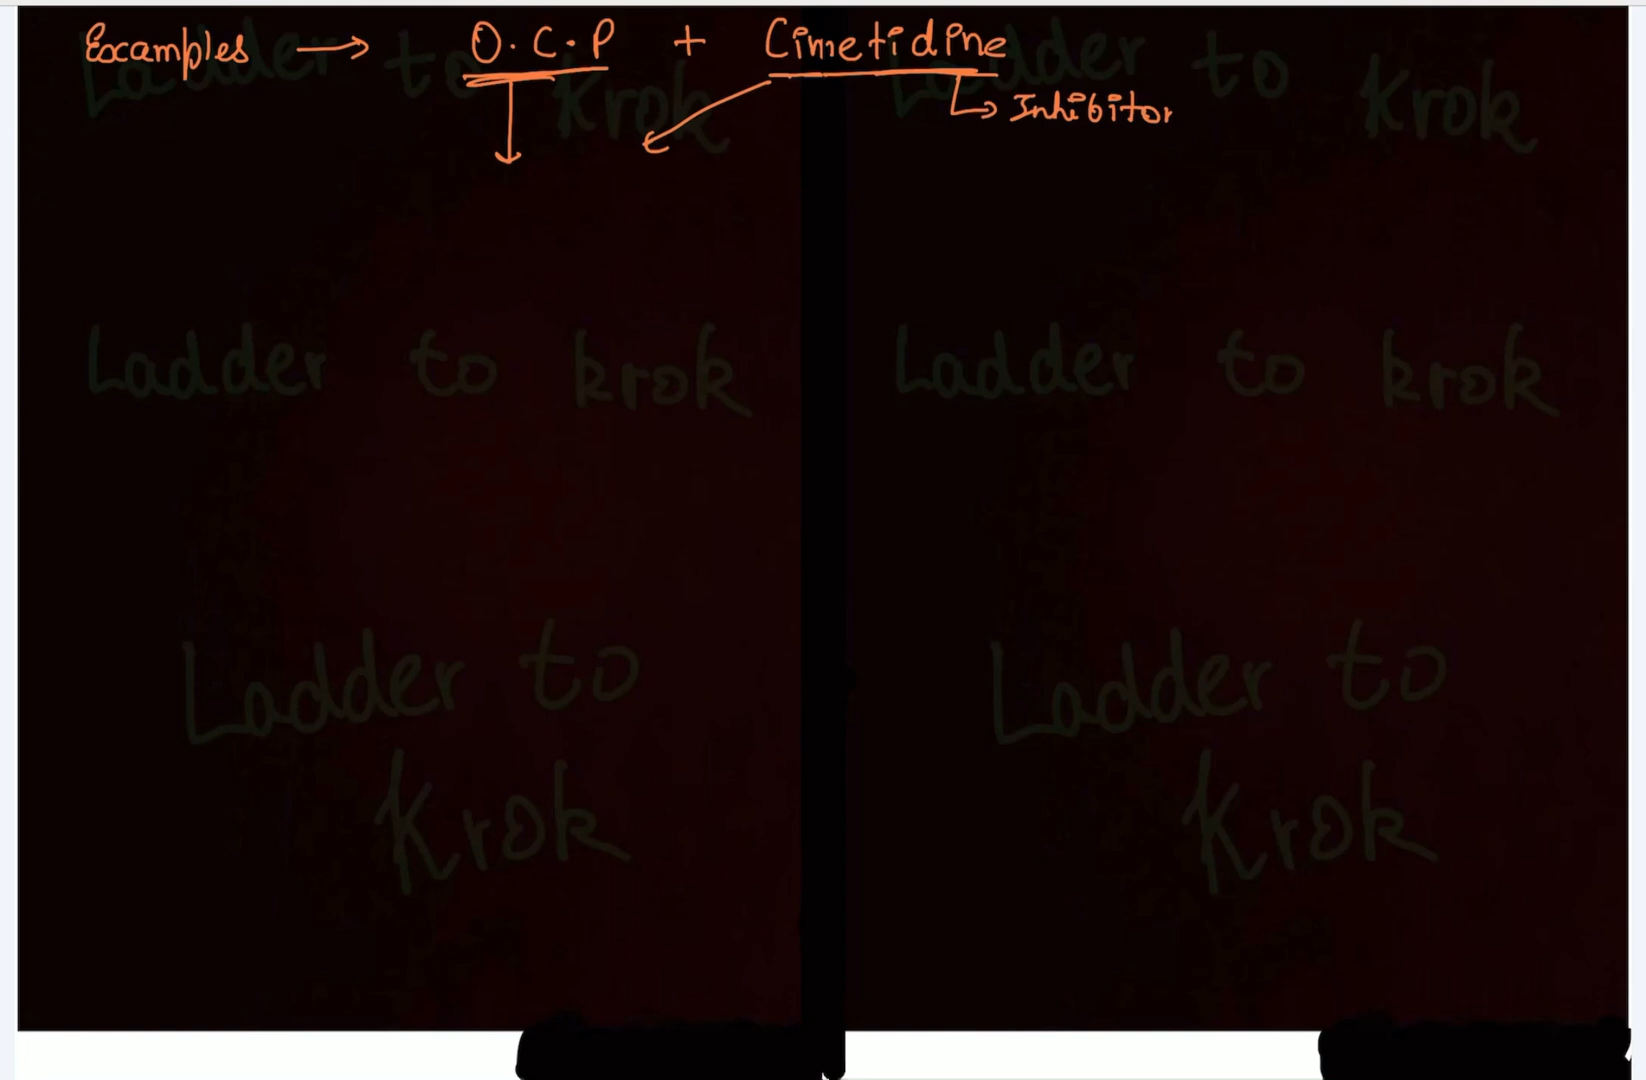 Examples → O.C.P + Cimetidine
↳ Inhibitor
Ladder to Krok Ladder to Krok
Ladder to krok Ladder to krok
Ladder to Ladder to
Krok Krok